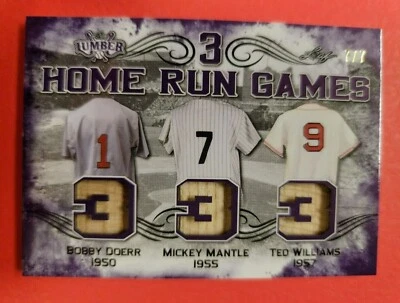 LUMBER
3
HOME RUN GAMES
1
7
9
3
3
3
BOBBY DOERR
1950
MICKEY MANTLE
1955
TED WILLIAMS
1957